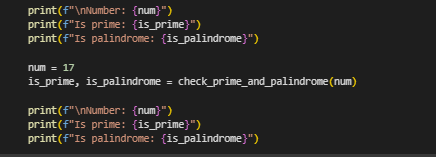 print(f"\nNumber: {num}")
print(f"Is prime: {is_prime}")
print(f"Is palindrome: {is_palindrome}")
num = 17
is_prime, is_palindrome = check_prime_and_palindrome(num)
print(f"\nNumber: {num}")
print(f"Is prime: {is_prime}")
print(f"Is palindrome: {is_palindrome}")